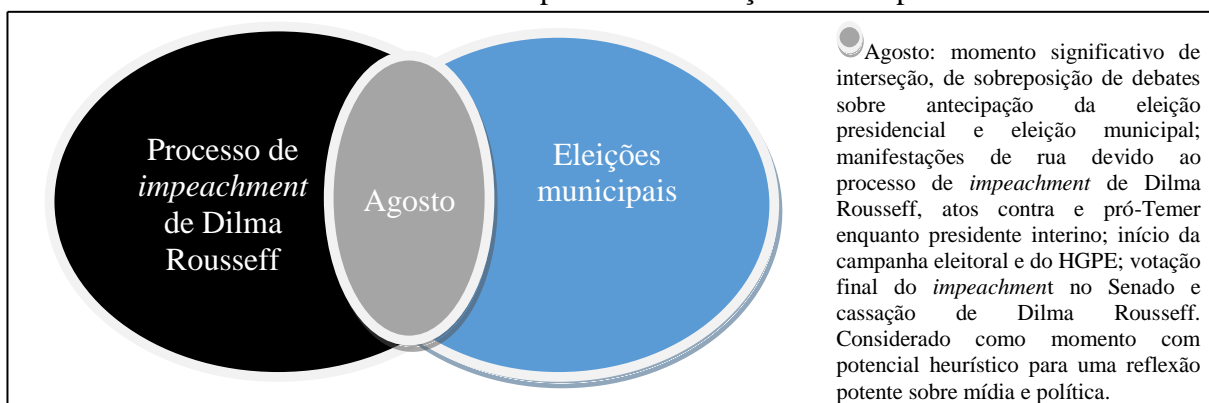 Processo de
impeachment
de Dilma
Rousseff
Agosto
Eleições
municipais
Agosto: momento significativo de
interseção, de sobreposição de debates
sobre antecipação da eleição
presidencial e eleição municipal;
manifestações de rua devido ao
processo de impeachment de Dilma
Rousseff, atos contra e pró-Temer
enquanto presidente interino; início da
campanha eleitoral e do HGPE; votação
final do impeachment no Senado e
cassação de Dilma Rousseff.
Considerado como momento com
potencial heurístico para uma reflexão
potente sobre mídia e política.